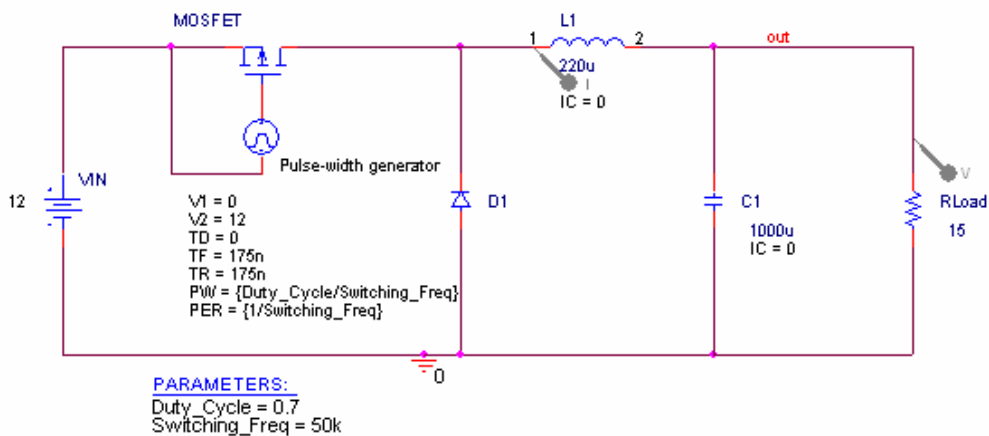 MOSFET
L1
1
2
out
220u
I
IC = 0
Pulse-width generator
V
12
VIN
V1 = 0
V2 = 12
TD = 0
TF = 175n
TR = 175n
PW = {Duty_Cycle/Switching_Freq}
PER = {1/Switching_Freq}
D1
C1
1000u
IC = 0
RLoad
15
0
PARAMETERS:
Duty_Cycle = 0.7
Switching_Freq = 50k